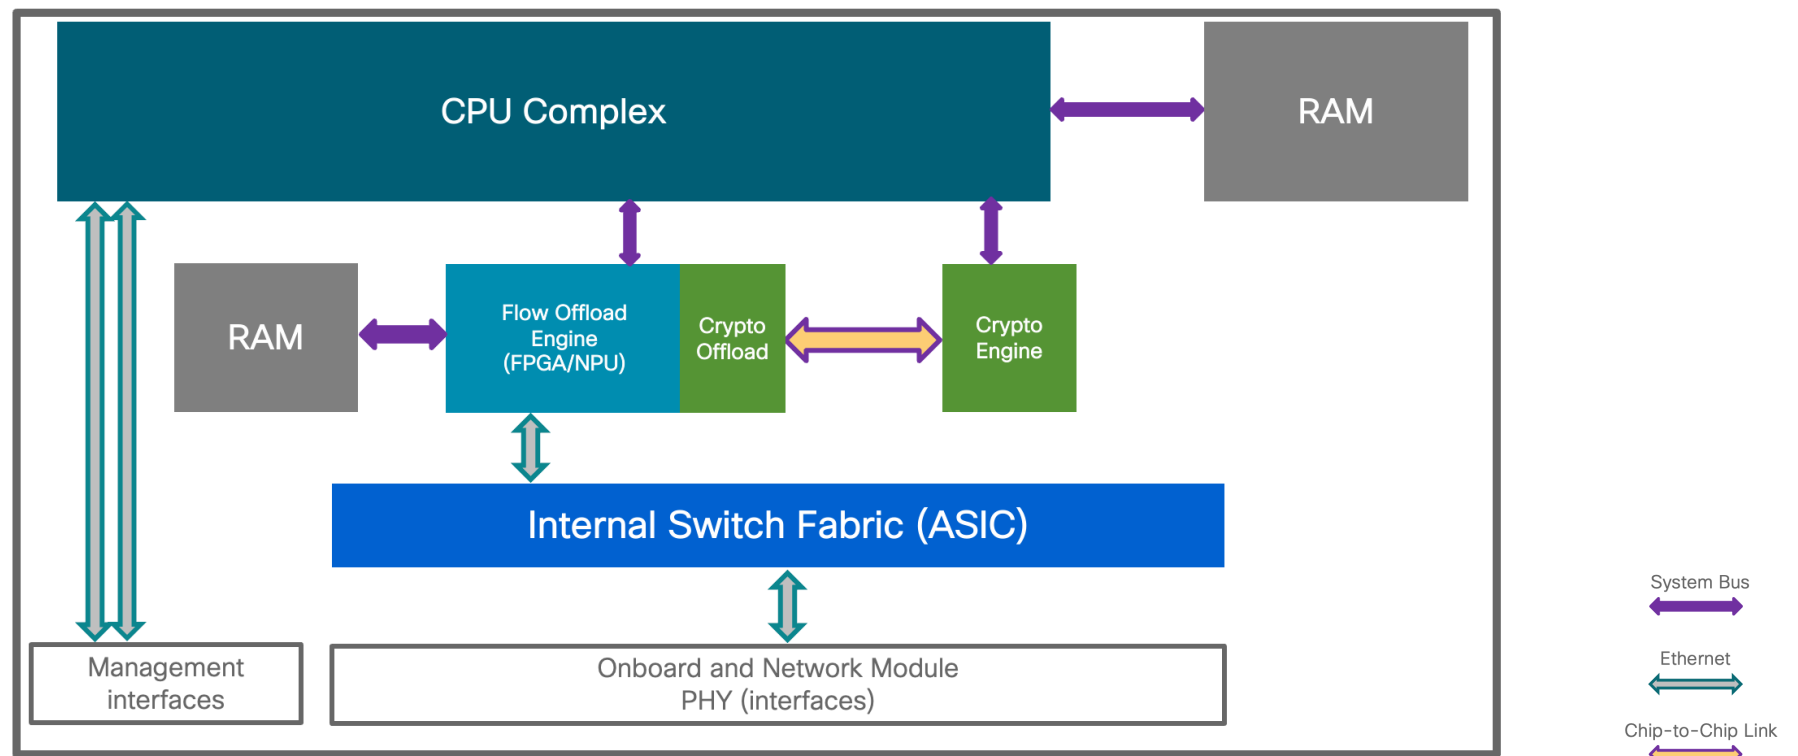 CPU Complex
RAM
RAM
Flow Offload
Engine
(FPGA/NPU)
Crypto
Offload
Crypto
Engine
Internal Switch Fabric (ASIC)
Management
interfaces
Onboard and Network Module
PHY (interfaces)
System Bus
Ethernet
Chip-to-Chip Link